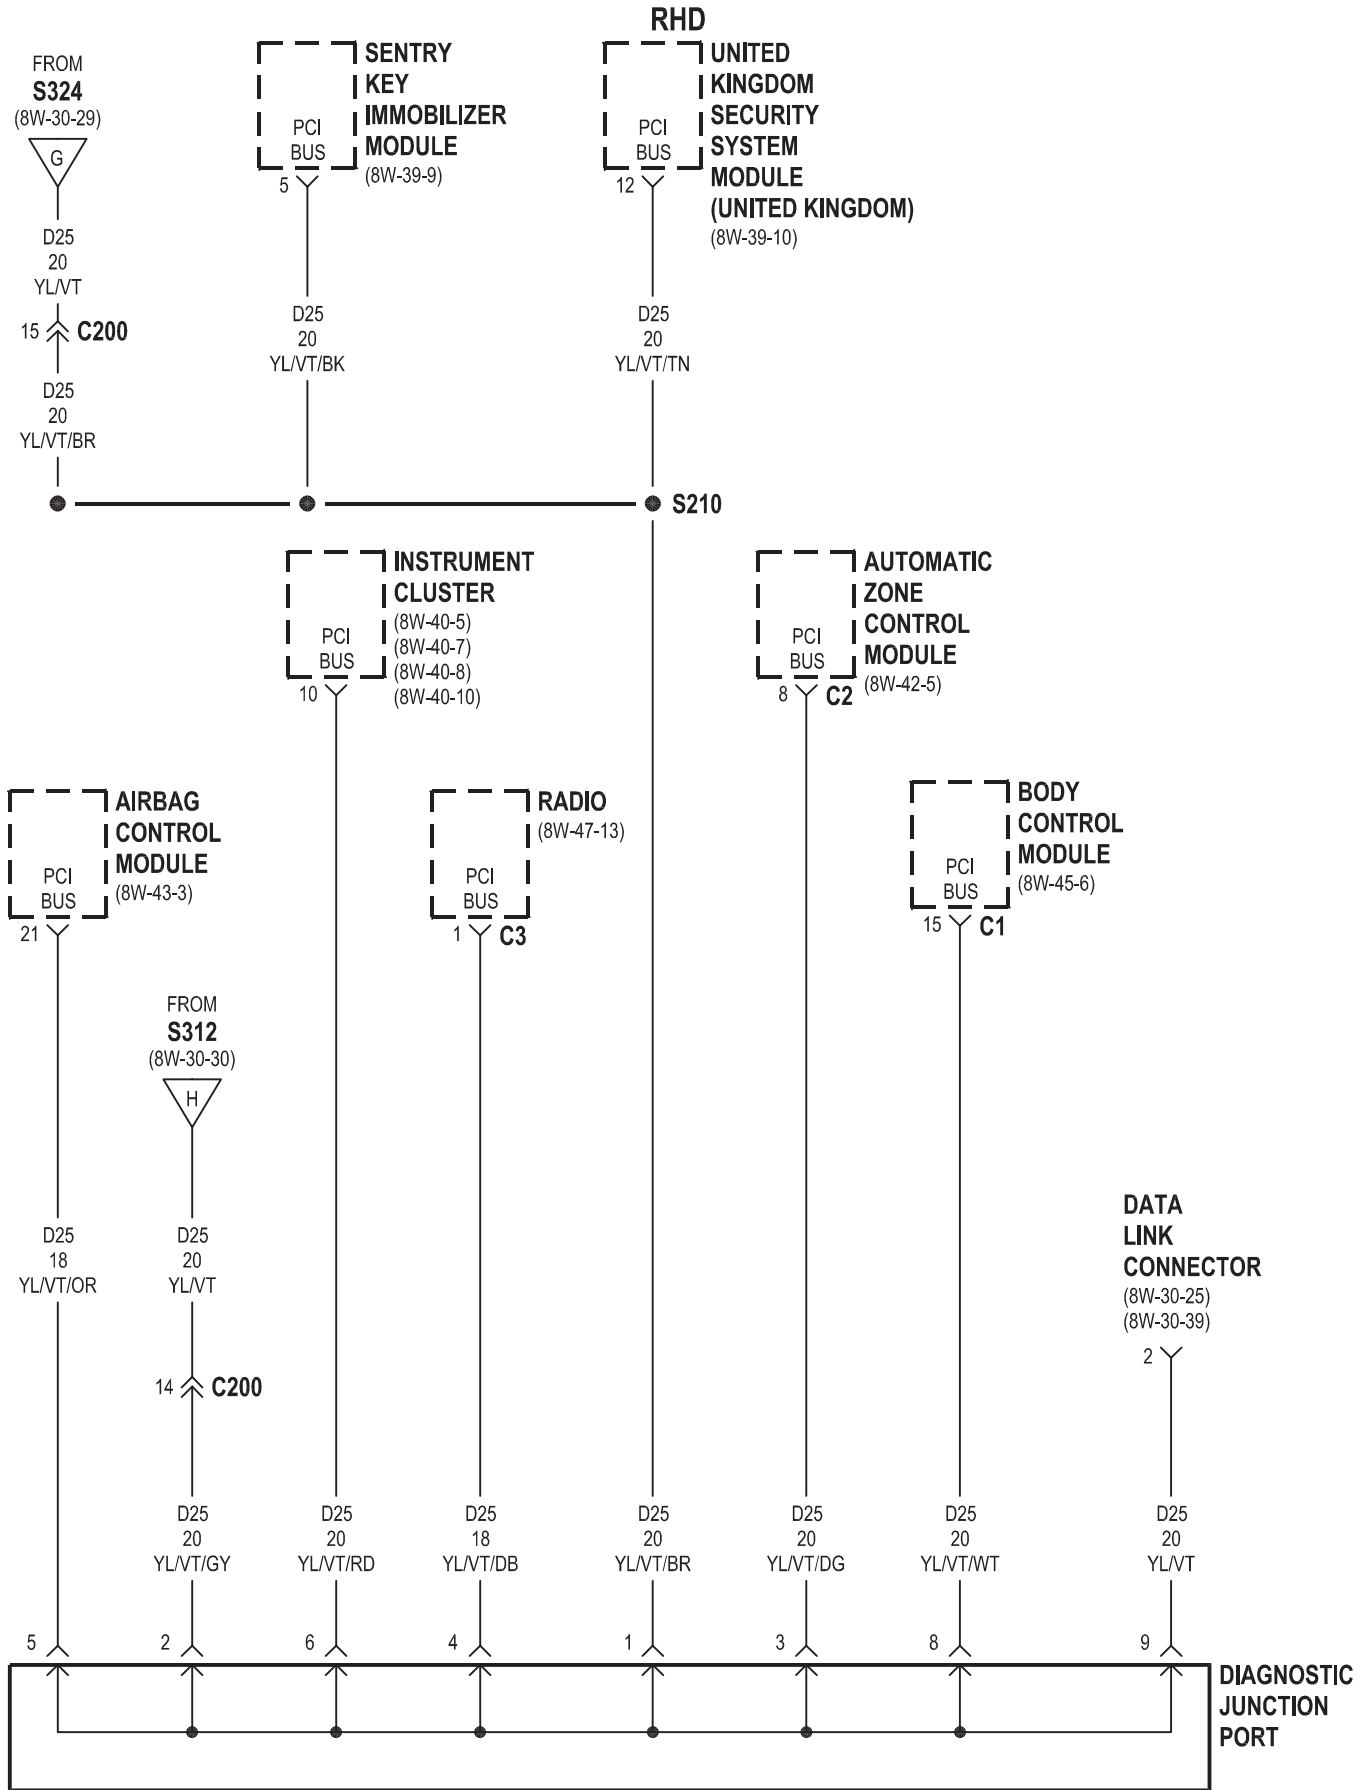 RHD
FROM
S324
(8W-30-29)
G
D25
20
YL/VT
15
C200
D25
20
YL/VT/BR
SENTRY
KEY
IMMOBILIZER
MODULE
(8W-39-9)
PCI
BUS
5
D25
20
YL/VT/BK
UNITED
KINGDOM
SECURITY
SYSTEM
MODULE
(UNITED KINGDOM)
(8W-39-10)
PCI
BUS
12
D25
20
YL/VT/TN
S210
INSTRUMENT
CLUSTER
(8W-40-5)
(8W-40-7)
(8W-40-8)
(8W-40-10)
PCI
BUS
10
AUTOMATIC
ZONE
CONTROL
MODULE
(8W-42-5)
PCI
BUS
8
C2
AIRBAG
CONTROL
MODULE
(8W-43-3)
PCI
BUS
21
RADIO
(8W-47-13)
PCI
BUS
1
C3
BODY
CONTROL
MODULE
(8W-45-6)
PCI
BUS
15
C1
FROM
S312
(8W-30-30)
H
D25
18
YL/VT/OR
D25
20
YL/VT
14
C200
DATA
LINK
CONNECTOR
(8W-30-25)
(8W-30-39)
2
D25
20
YL/VT/GY
D25
20
YL/VT/RD
D25
18
YL/VT/DB
D25
20
YL/VT/BR
D25
20
YL/VT/DG
D25
20
YL/VT/WT
D25
20
YL/VT
5
2
6
4
1
3
8
9
DIAGNOSTIC
JUNCTION
PORT